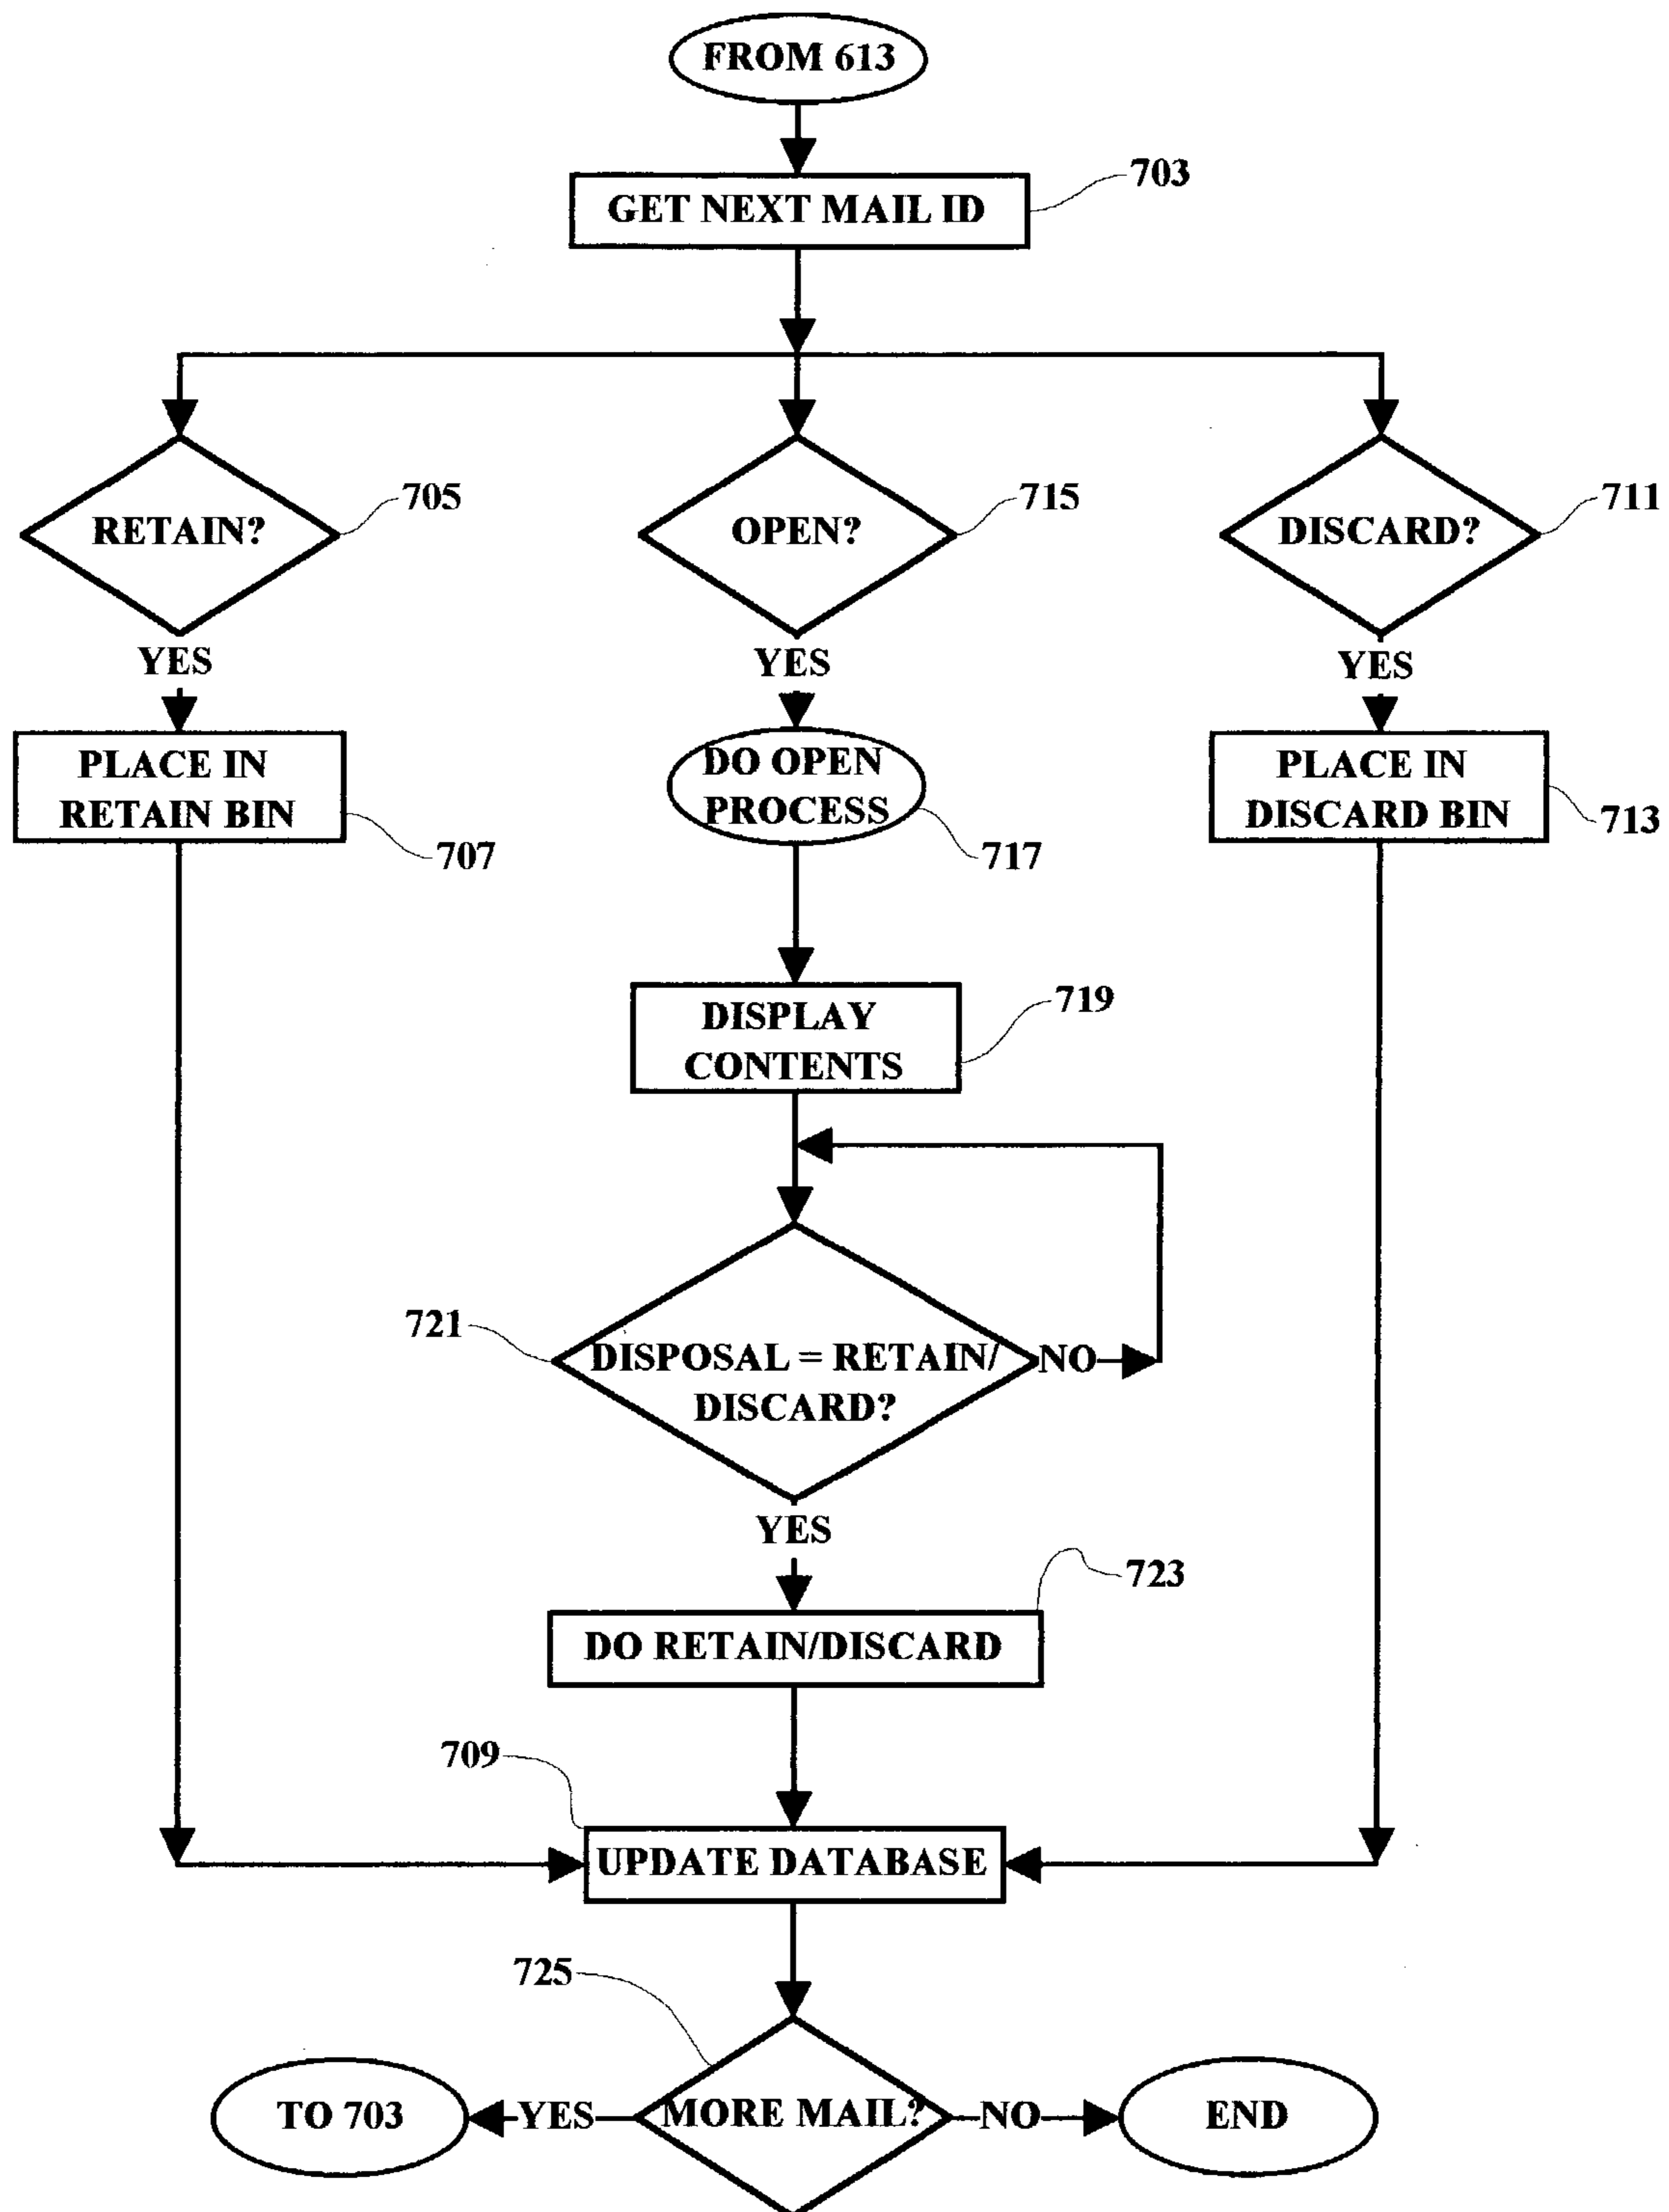 FROM 613
703
GET NEXT MAIL ID
RETAIN?
705
OPEN?
715
DISCARD?
711
YES
YES
YES
PLACE IN
RETAIN BIN
707
DO OPEN
PROCESS
717
PLACE IN
DISCARD BIN
713
DISPLAY
CONTENTS
719
721
DISPOSAL = RETAIN/
DISCARD?
NO
YES
723
DO RETAIN/DISCARD
709
UPDATE DATABASE
725
TO 703
YES
MORE MAIL?
NO
END